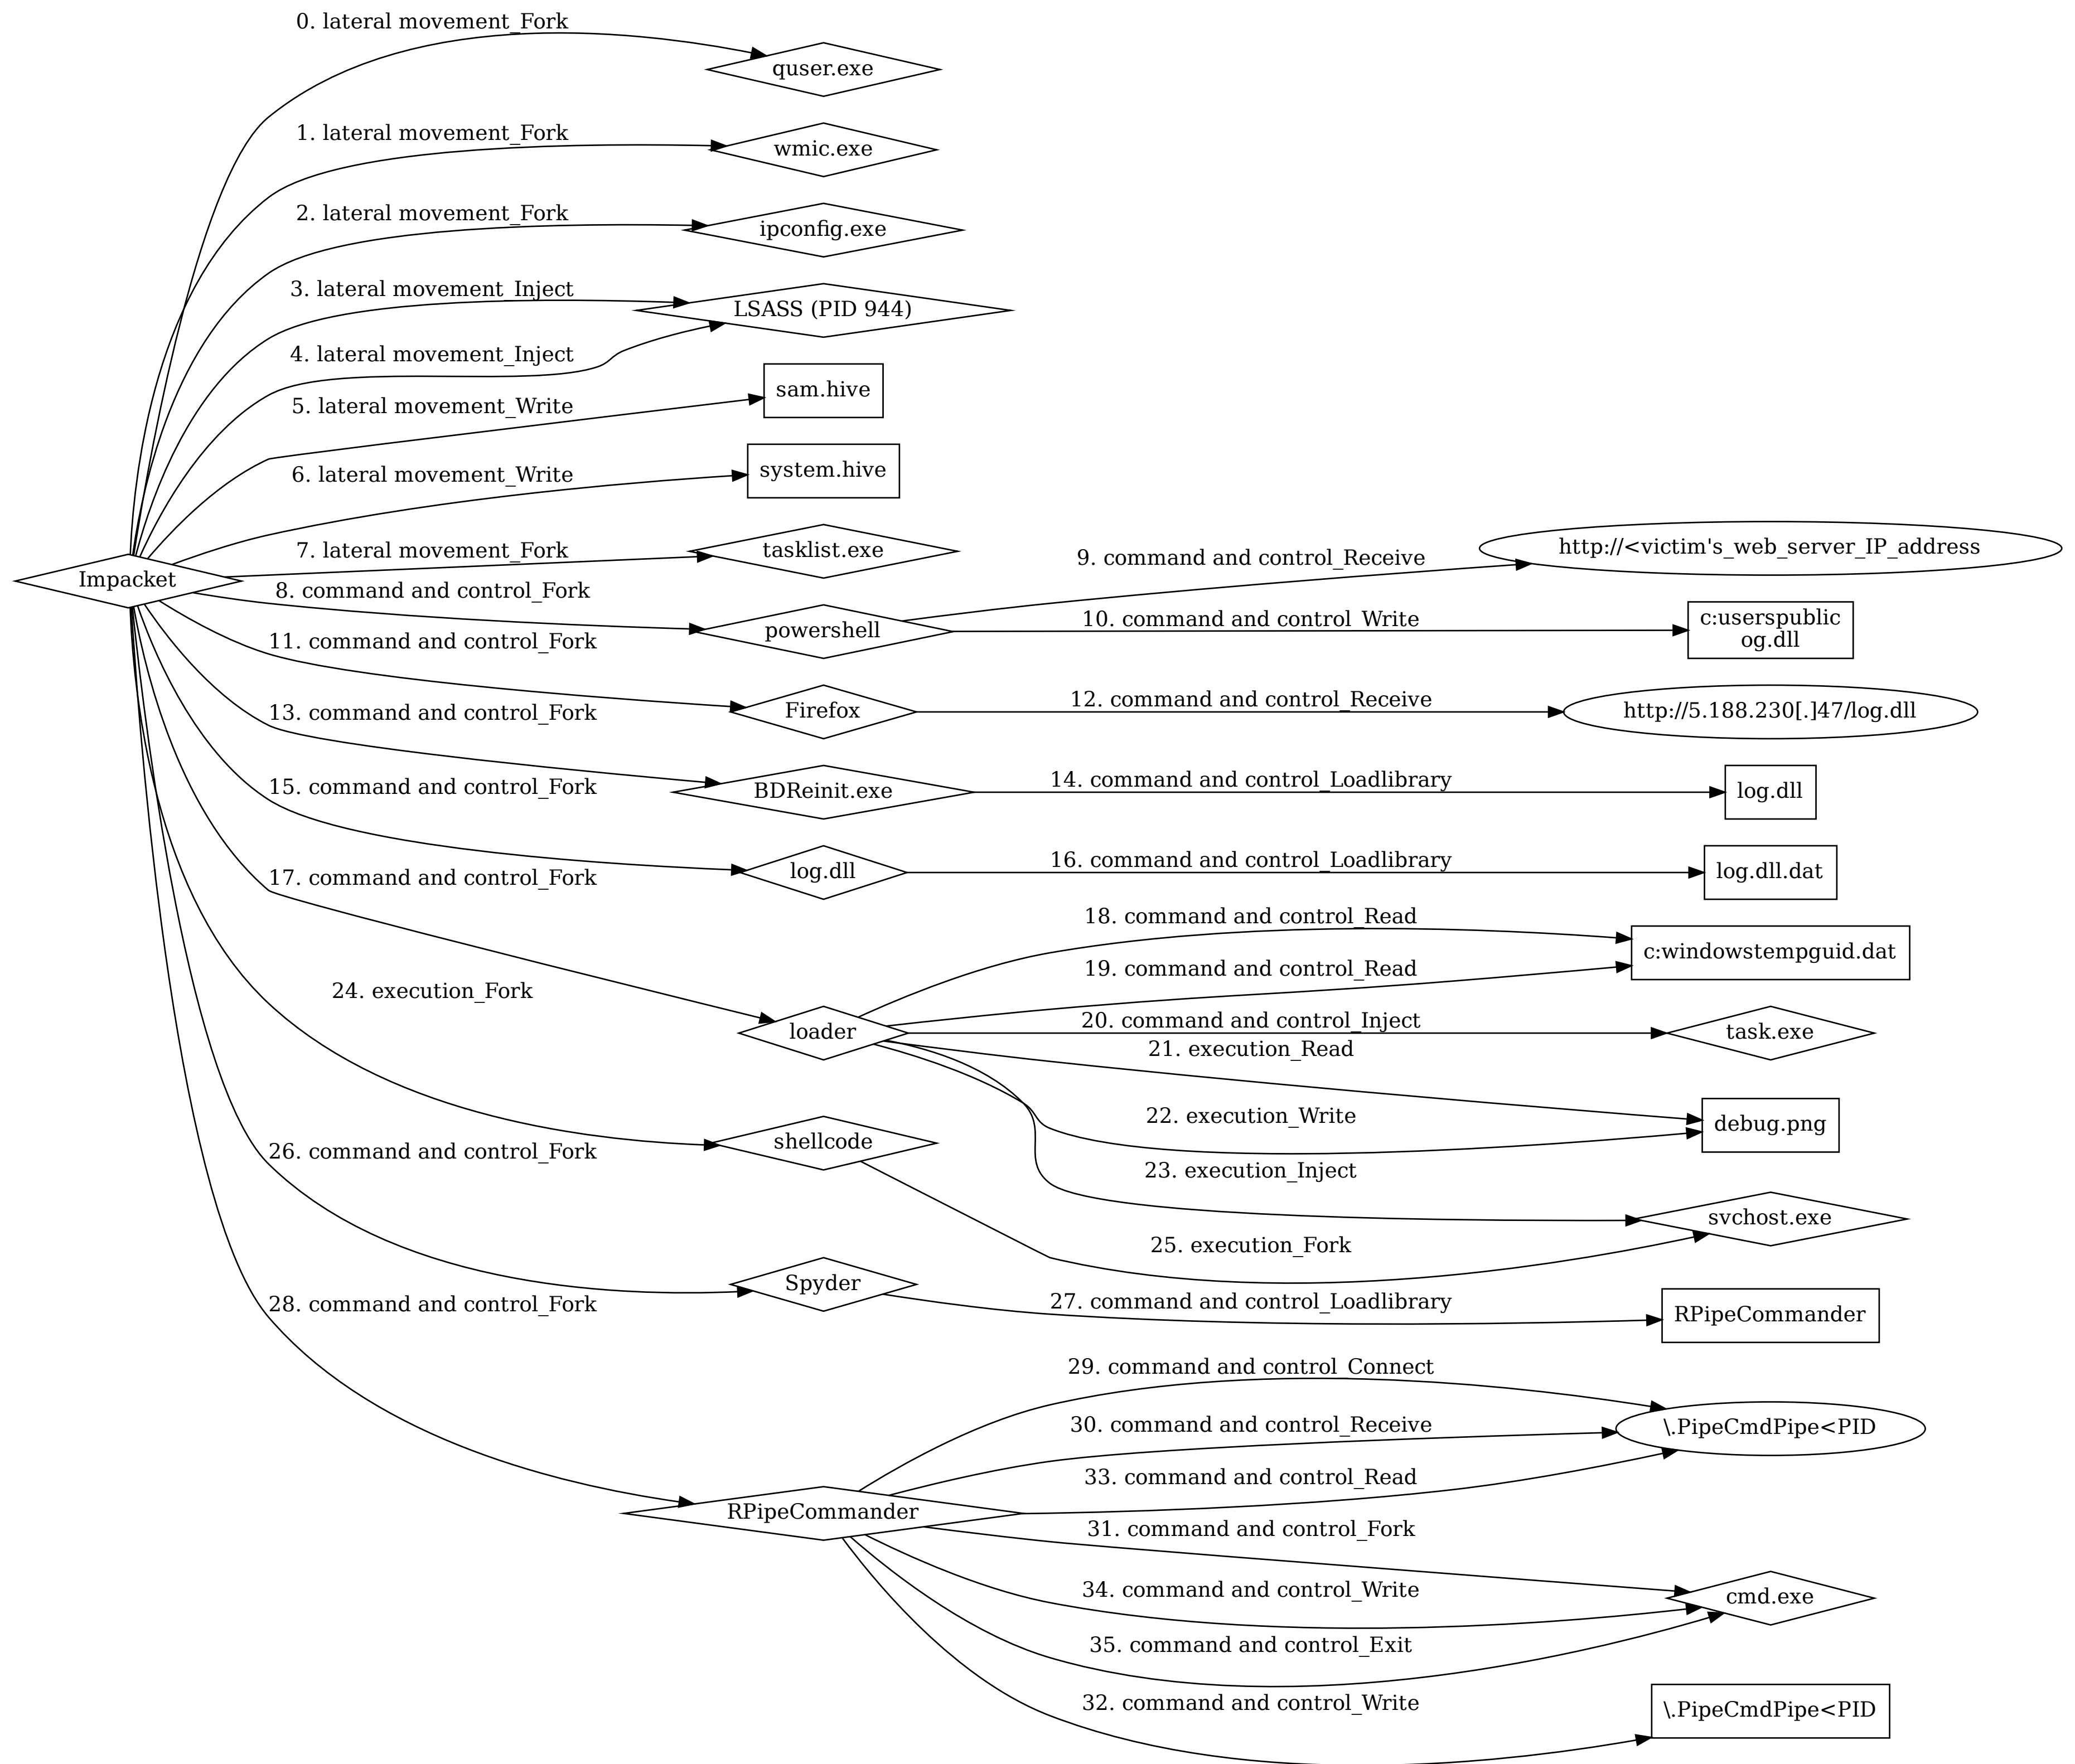 0. lateral movement_Fork
quser.exe
1. lateral movement_Fork
wmic.exe
2. lateral movement_Fork
ipconfig.exe
3. lateral movement_Inject
LSASS (PID 944)
4. lateral movement_Inject
sam.hive
5. lateral movement_Write
system.hive
6. lateral movement_Write
7. lateral movement_Fork
tasklist.exe
Impacket
8. command and control_Fork
powershell
9. command and control_Receive
http://<victim's_web_server_IP_address
10. command and control_Write
c:userspublic
og.dll
11. command and control_Fork
Firefox
12. command and control_Receive
http://5.188.230[.]47/log.dll
13. command and control_Fork
BDReinit.exe
14. command and control_Loadlibrary
log.dll
15. command and control_Fork
log.dll
16. command and control_Loadlibrary
log.dll.dat
17. command and control_Fork
loader
18. command and control_Read
c:windowstempguid.dat
19. command and control_Read
20. command and control_Inject
task.exe
21. execution_Read
debug.png
22. execution_Write
23. execution_Inject
svchost.exe
24. execution_Fork
shellcode
25. execution_Fork
26. command and control_Fork
Spyder
27. command and control_Loadlibrary
RPipeCommander
28. command and control_Fork
RPipeCommander
29. command and control_Connect
\.PipeCmdPipe<PID
30. command and control_Receive
33. command and control_Read
31. command and control_Fork
cmd.exe
34. command and control_Write
35. command and control_Exit
32. command and control_Write
\.PipeCmdPipe<PID